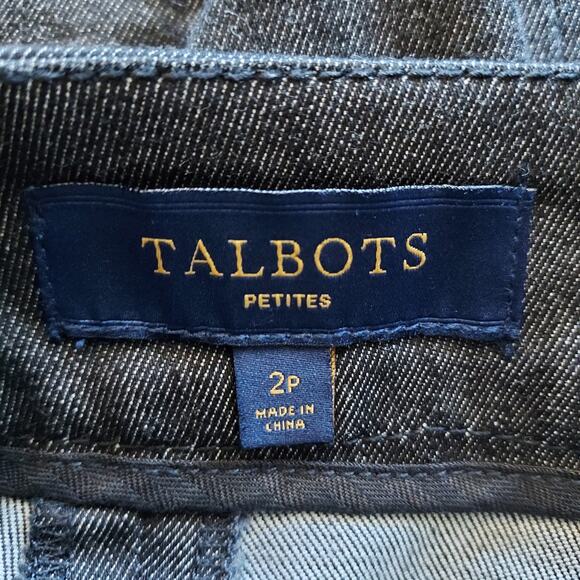 TALBOTS
PETITES
2P
MADE IN
CHINA